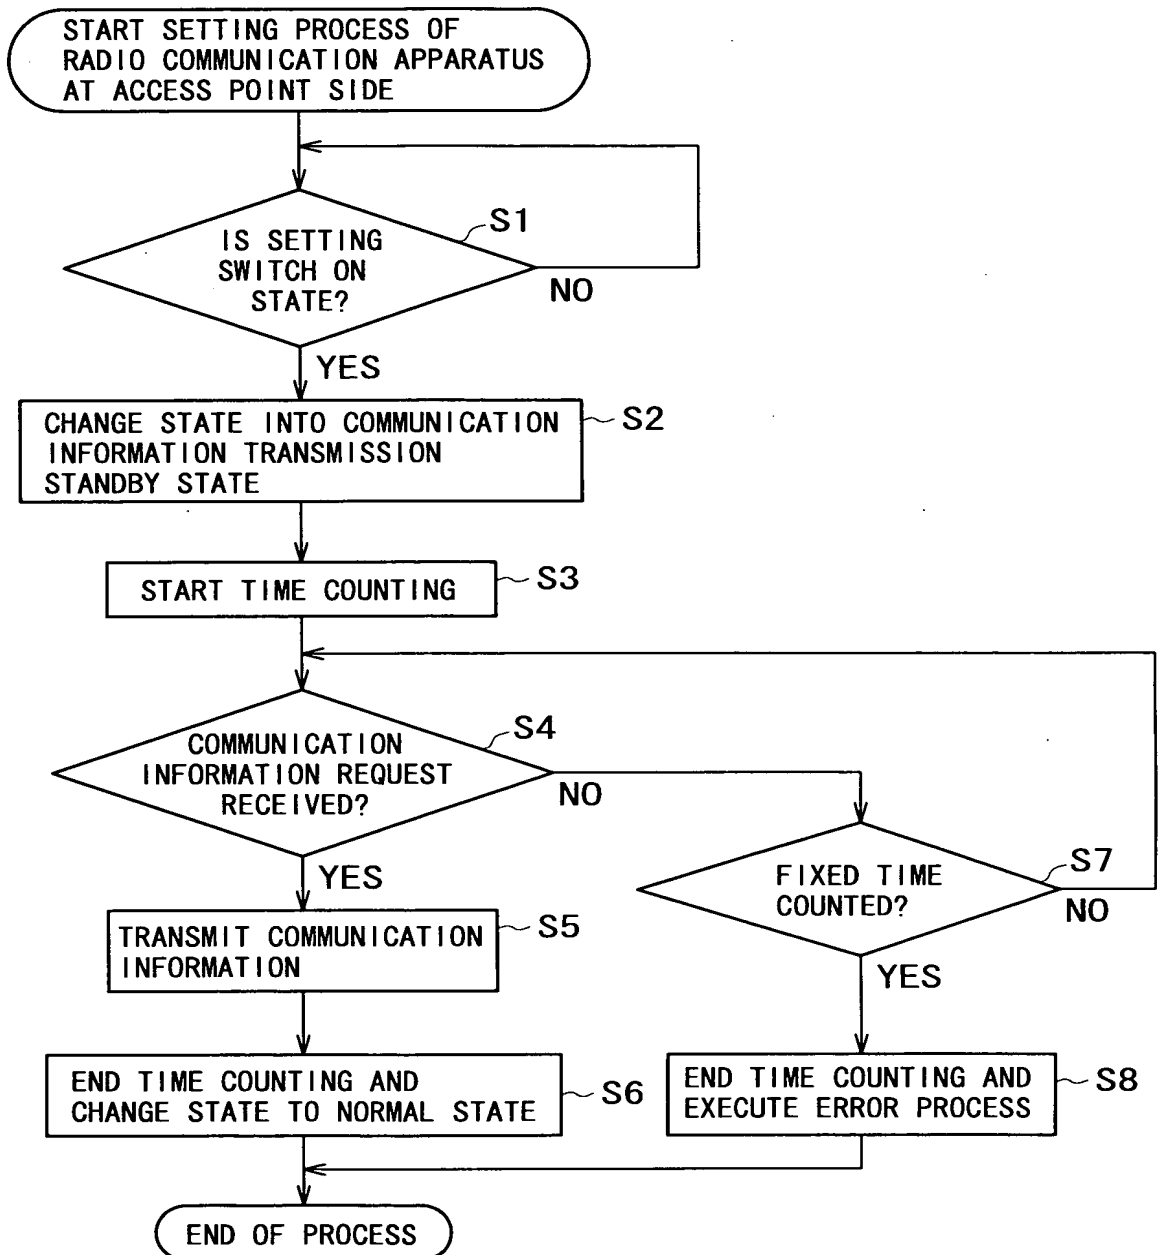 START SETTING PROCESS OF
RADIO COMMUNICATION APPARATUS
AT ACCESS POINT SIDE
S1
IS SETTING
SWITCH ON
STATE?
NO
YES
S2
CHANGE STATE INTO COMMUNICATION
INFORMATION TRANSMISSION
STANDBY STATE
S3
START TIME COUNTING
S4
COMMUNICATION
INFORMATION REQUEST
RECEIVED?
NO
YES
S7
FIXED TIME
COUNTED?
NO
YES
S5
TRANSMIT COMMUNICATION
INFORMATION
S6
END TIME COUNTING AND
CHANGE STATE TO NORMAL STATE
S8
END TIME COUNTING AND
EXECUTE ERROR PROCESS
END OF PROCESS